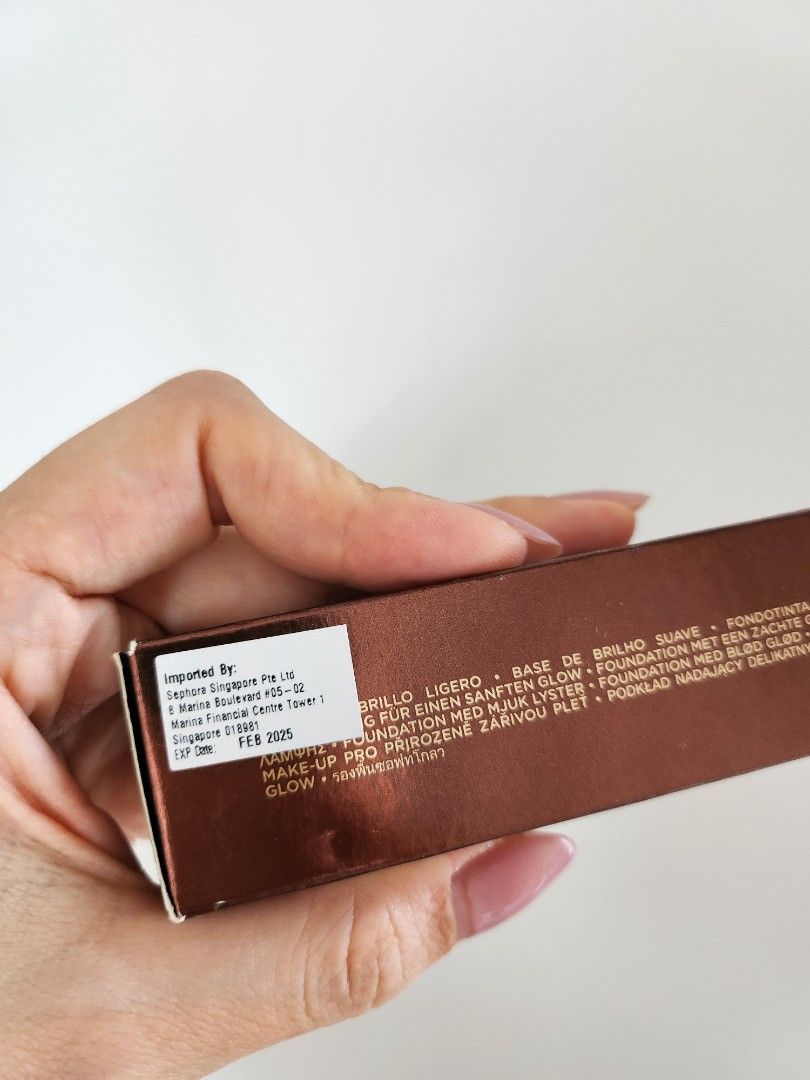 Imported By:
Sephora Singapore Pte Ltd
8 Marina Boulevard #05-02
Marina Financial Centre Tower 1
Singapore 018981
EXP Date: FEB 2025
BRILLO LIGERO • BASE DE BRILHO SUAVE • FONDOTINTA
FÜR EINEN SANFTEN GLOW • FOUNDATION MET EEN ZACHTE
ΛΑΜΨΗΣ • FOUNDATION MED MJUK LYSTER • FOUNDATION MED BLØD GLØD
MAKE-UP PRO PŘIROZENĚ ZÁŘIVOU PLEŤ • PODKŁAD NADAJĄCY DELIKATNY
GLOW • รองพื้นซอฟท์โกลว